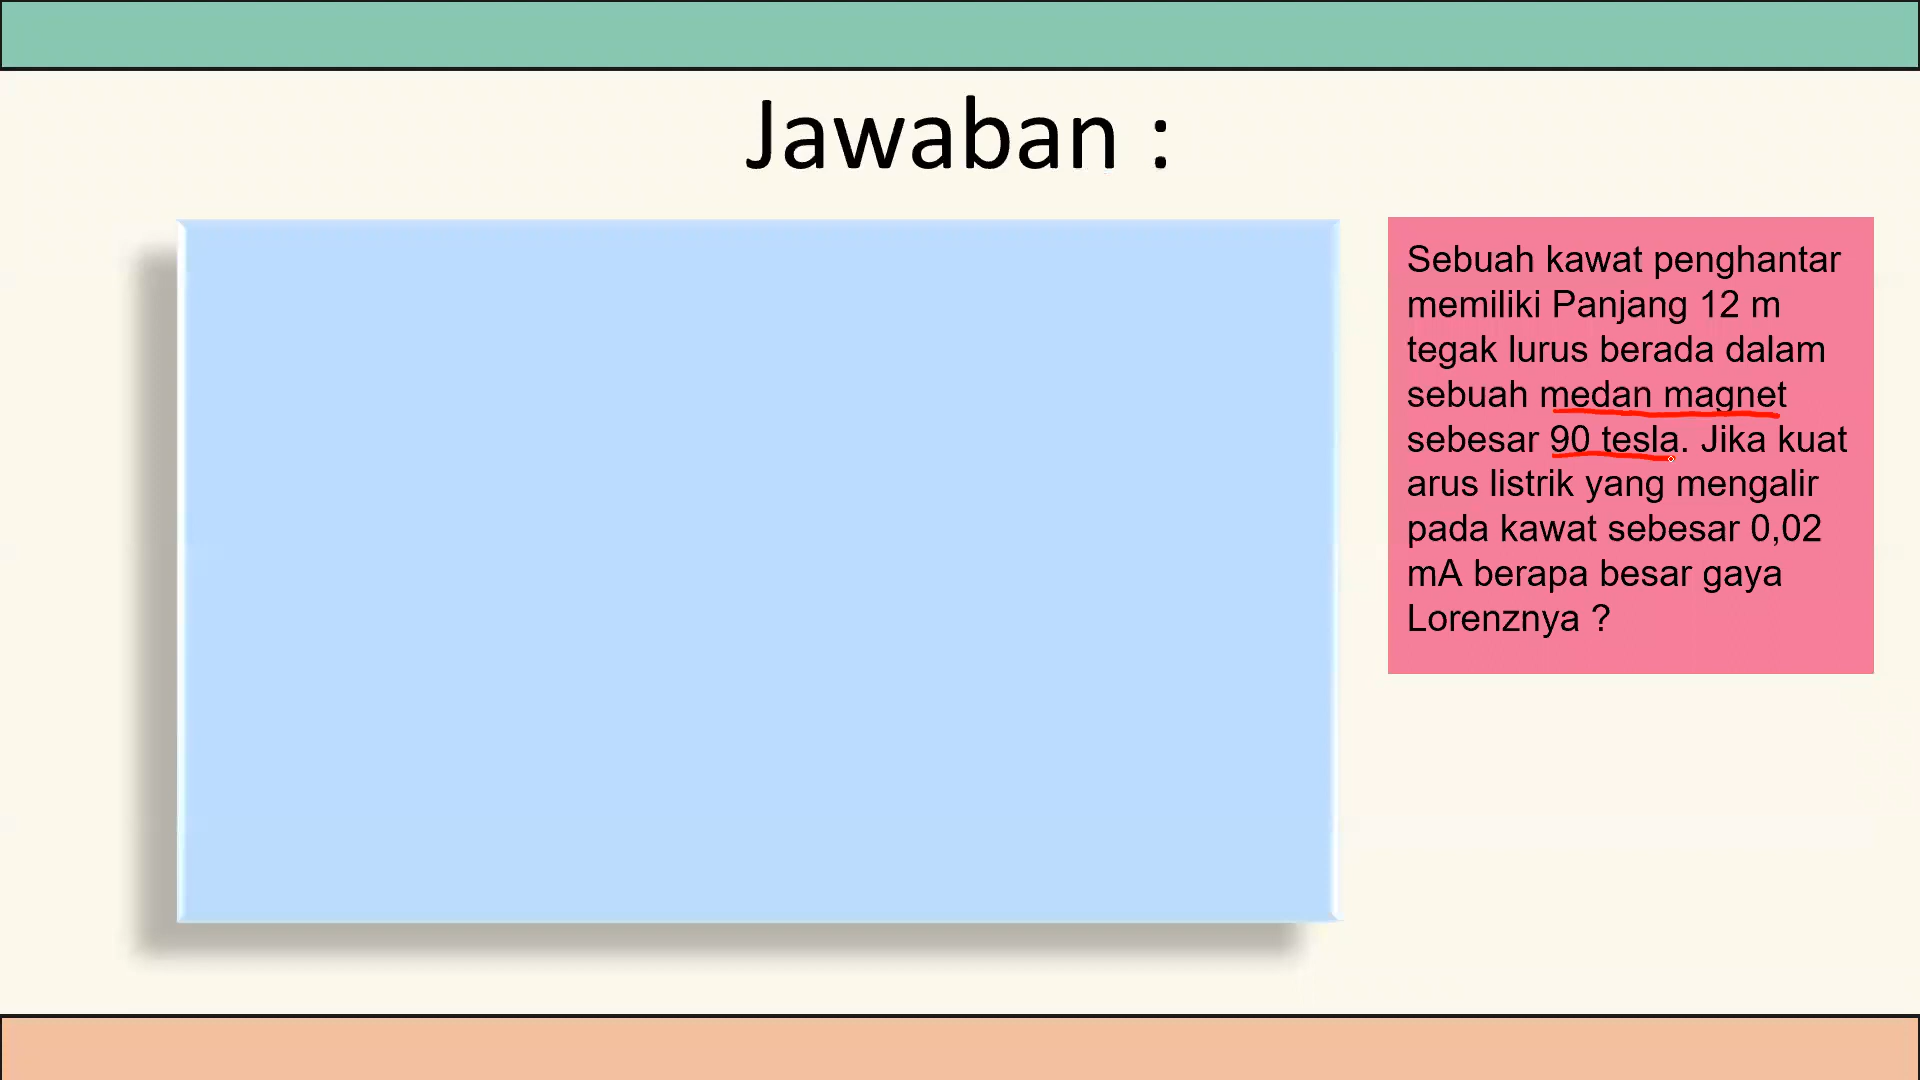 Jawaban :
Sebuah kawat penghantar
memiliki Panjang 12 m
tegak lurus berada dalam
sebuah medan magnet
sebesar 90 tesla. Jika kuat
arus listrik yang mengalir
pada kawat sebesar 0,02
mA berapa besar gaya
Lorenznya ?